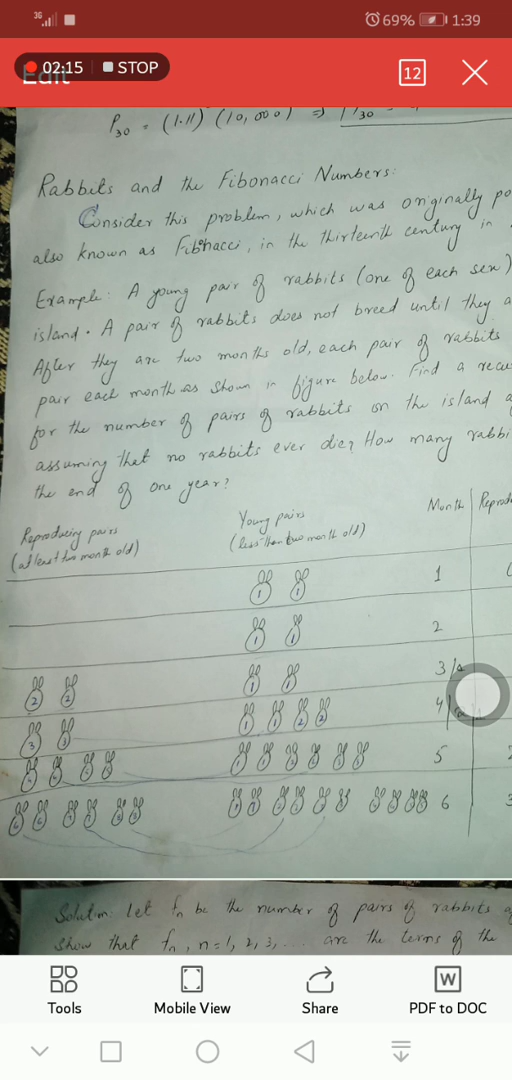 3G 69% 1:39
02:15 STOP
Edit 12
P30 = (1.11) (10,000) ⇒
Rabbits and the Fibonacci Numbers:
Consider this problem, which was originally po
also known as Fibonacci, in the thirteenth century in
Example: A young pair of rabbits (one of each sex)
island. A pair of rabbits does not breed until they a
After they are two months old, each pair of rabbits
pair each month as shown in figure below. Find a recu
for the number of pairs of rabbits on the island a
assuming that no rabbits ever die? How many rabbi
the end of one year?
Reproducing pairs
(at least two month old)
Young pairs
(less than two month old)
Month Reprodu
1
2
3
4
5
6
Solution: let fn be the number of pairs of rabbits a
Show that fn, n=1, 2, 3, .... are the terms of the
Tools Mobile View Share PDF to DOC